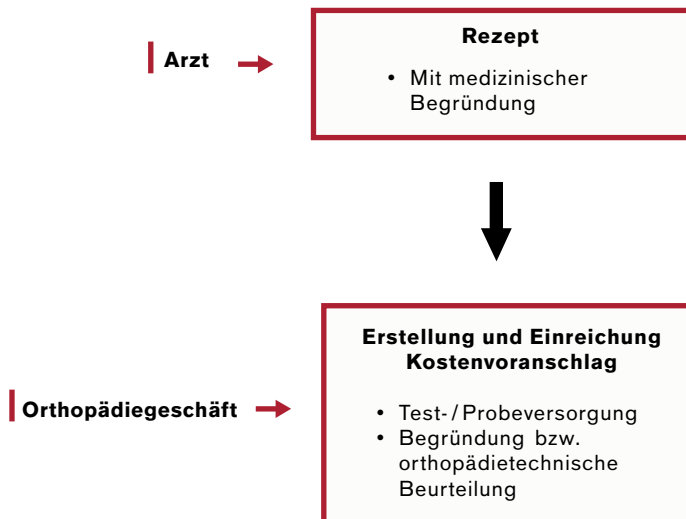 Arzt
Rezept
• Mit medizinischer
Begründung
Orthopädiegeschäft
Erstellung und Einreichung
Kostenvoranschlag
• Test-/Probeversorgung
• Begründung bzw.
orthopädietechnische
Beurteilung